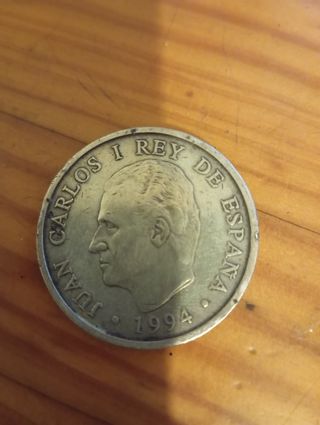 JUAN CARLOS I REY DE ESPAÑA
• 1994 •